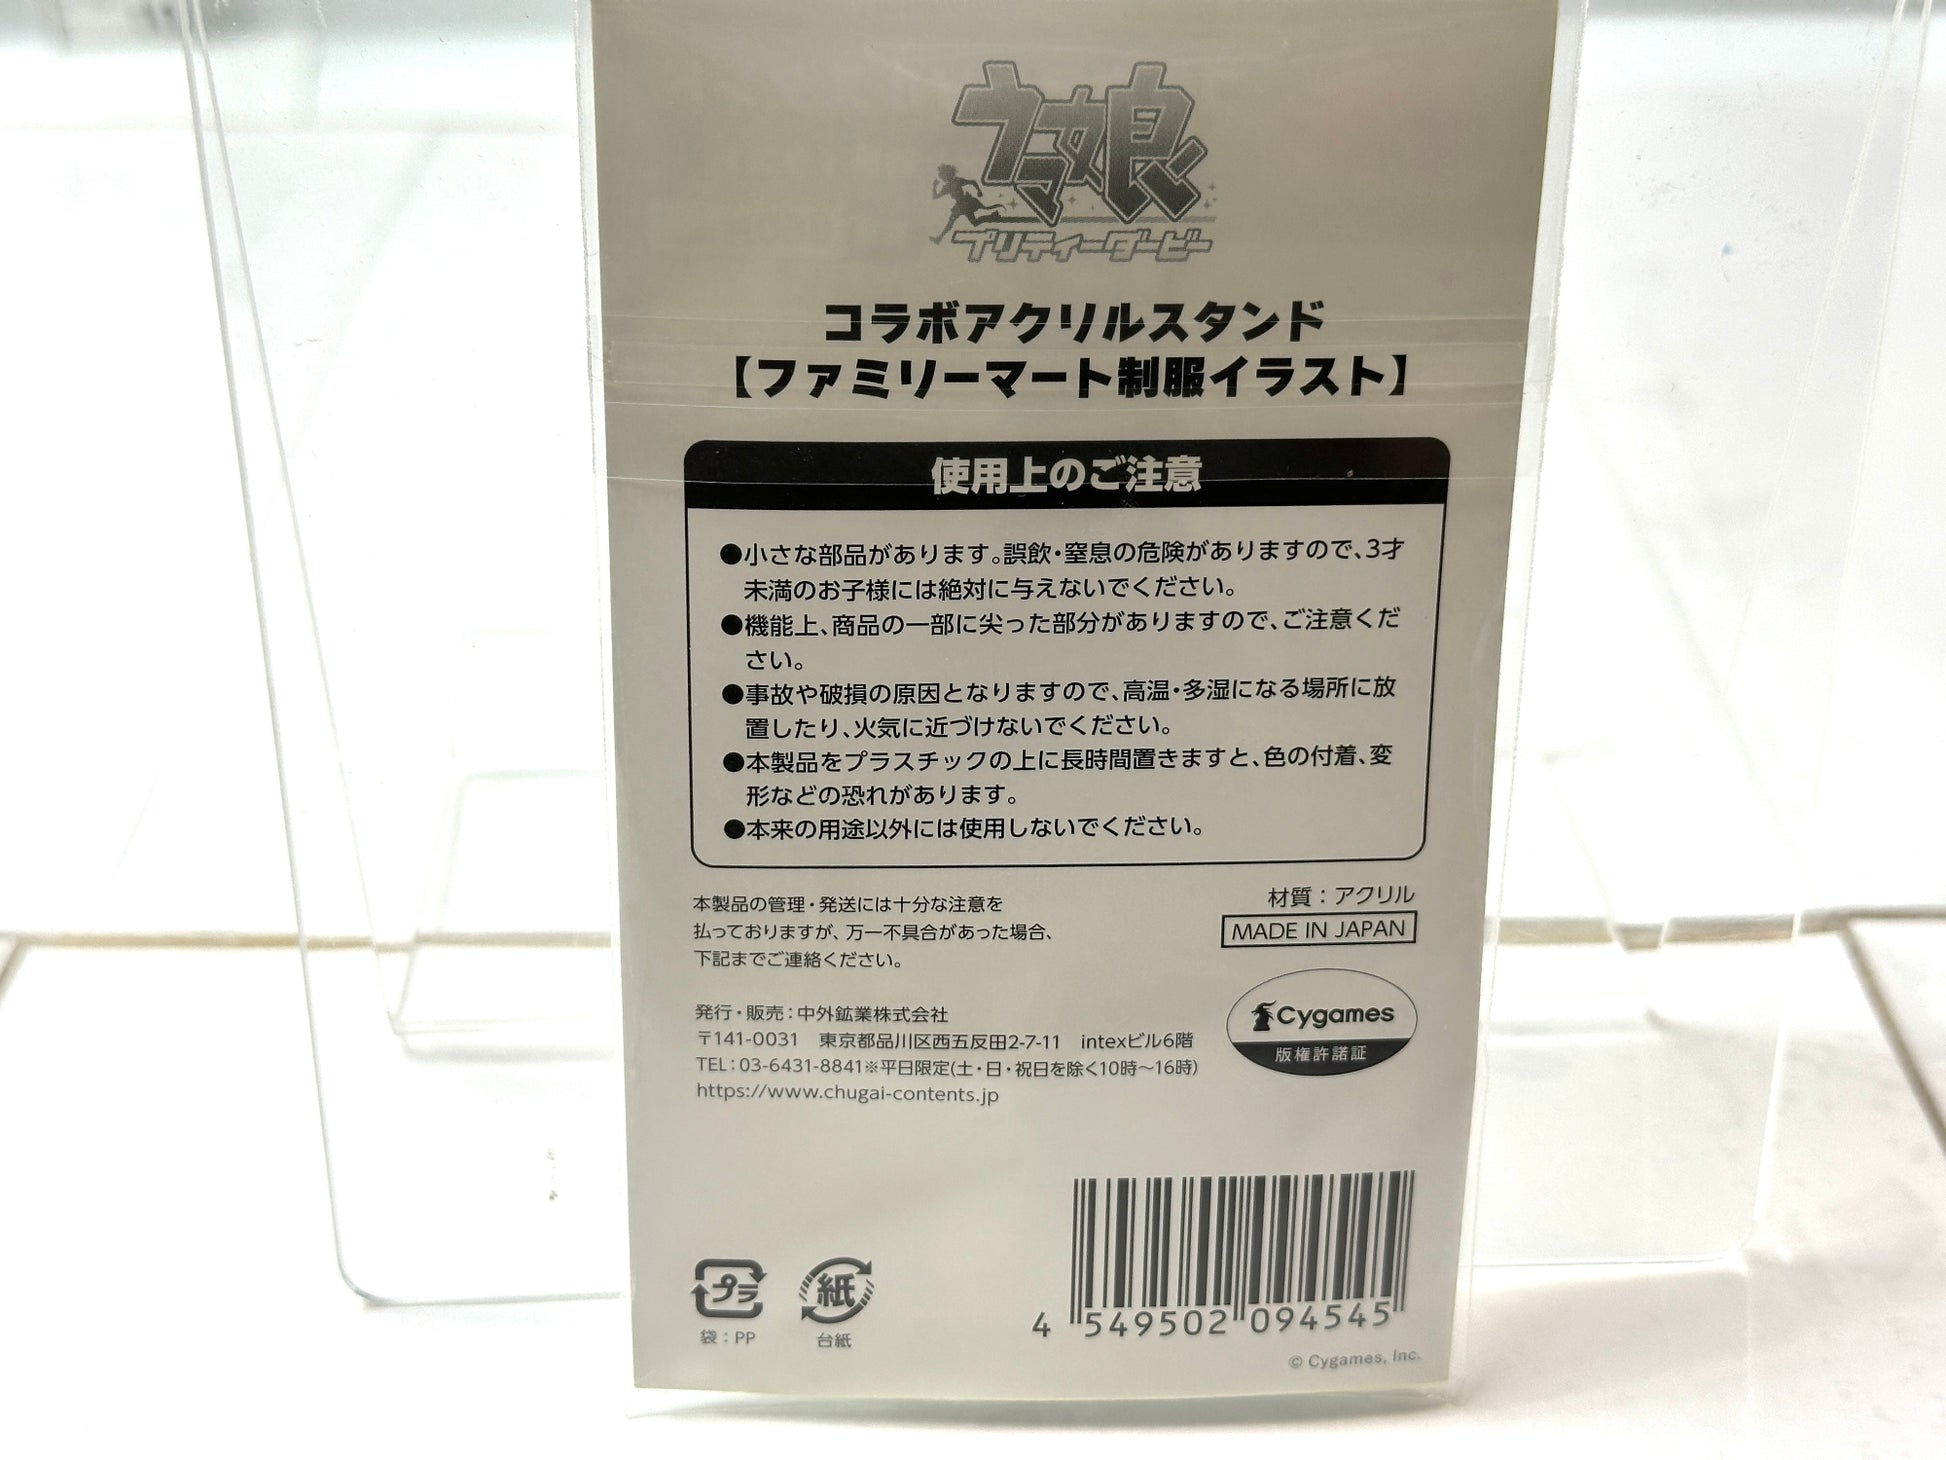 ウマ娘
プリティーダービー
コラボアクリルスタンド
【ファミリーマート制服イラスト】
使用上のご注意
●小さな部品があります。誤飲・窒息の危険がありますので、3才
未満のお子様には絶対に与えないでください。
●機能上、商品の一部に尖った部分がありますので、ご注意くだ
さい。
●事故や破損の原因となりますので、高温・多湿になる場所に放
置したり、火気に近づけないでください。
●本製品をプラスチックの上に長時間置きますと、色の付着、変
形などの恐れがあります。
●本来の用途以外には使用しないでください。
本製品の管理・発送には十分な注意を
払っておりますが、万一不具合があった場合、
下記までご連絡ください。
材質：アクリル
MADE IN JAPAN
発行・販売：中外鉱業株式会社
〒141-0031　東京都品川区西五反田2-7-11　intexビル6階
TEL：03-6431-8841※平日限定(土・日・祝日を除く10時～16時)
https://www.chugai-contents.jp
Cygames
版権許諾証
プラ
袋：PP
紙
台紙
4 549502 094545
© Cygames, Inc.